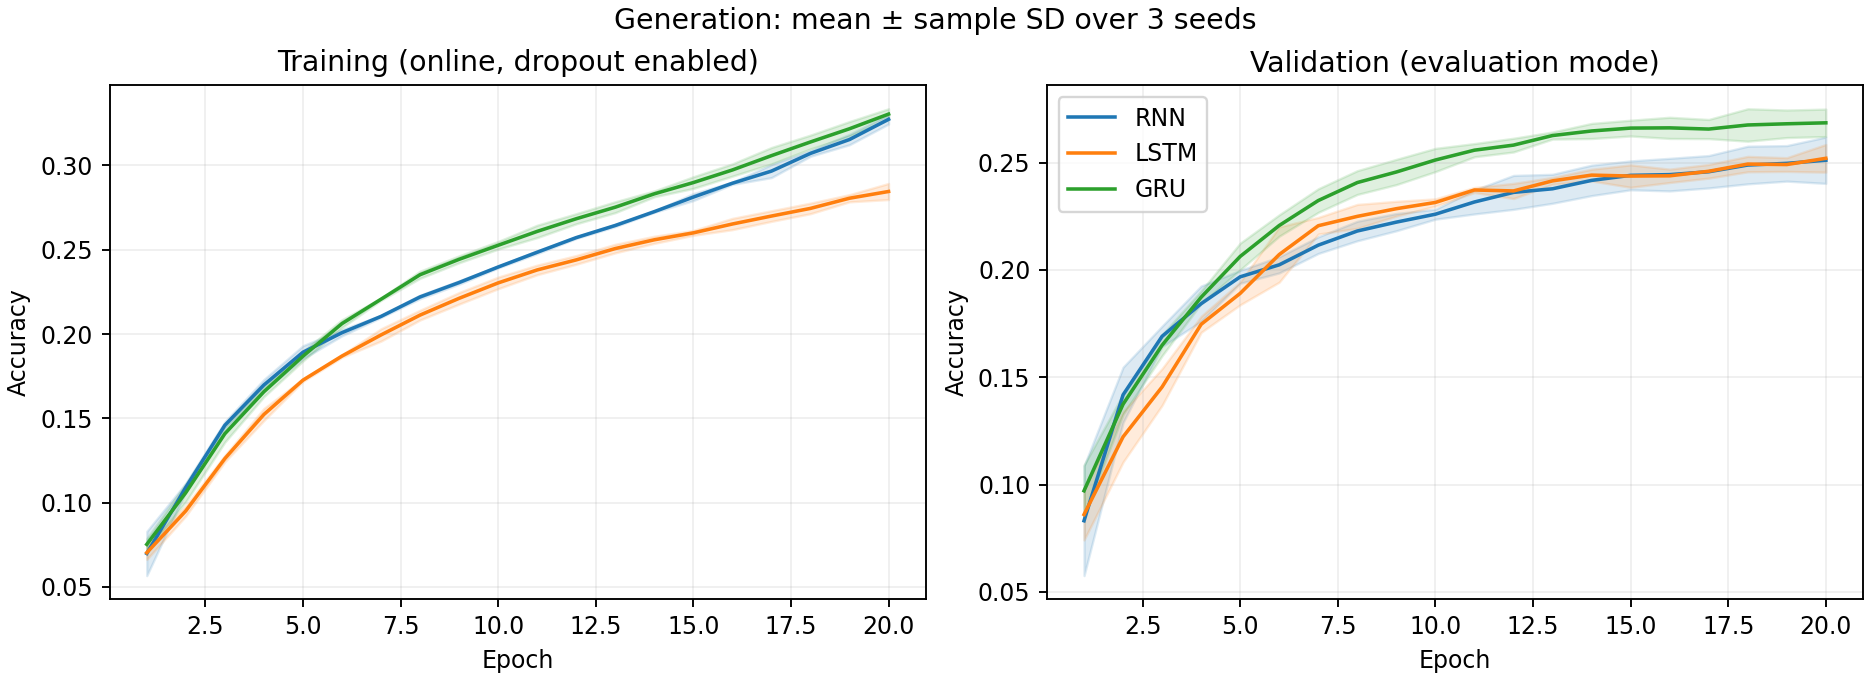 Generation: mean ± sample SD over 3 seeds
Training (online, dropout enabled)
Accuracy
0.30
0.25
0.20
0.15
0.10
0.05
2.5 5.0 7.5 10.0 12.5 15.0 17.5 20.0
Epoch
Validation (evaluation mode)
RNN
LSTM
GRU
Accuracy
0.25
0.20
0.15
0.10
0.05
2.5 5.0 7.5 10.0 12.5 15.0 17.5 20.0
Epoch